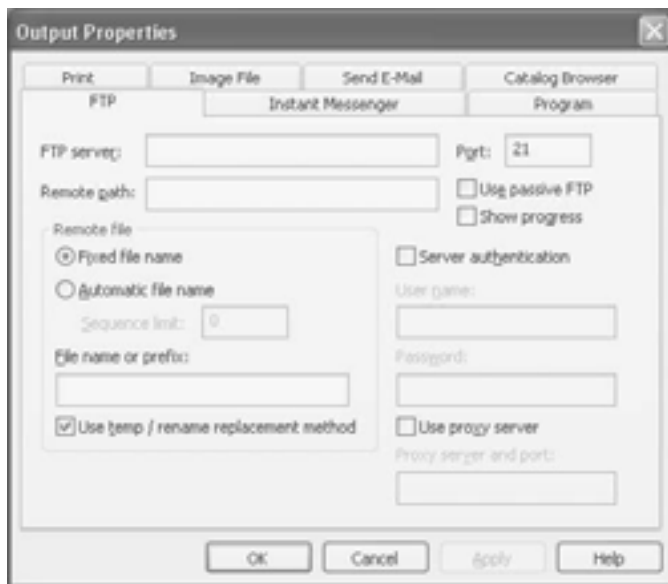 Output Properties
Print Image File Send E-Mail Catalog Browser
FTP Instant Messenger Program
FTP server: Port: 21
Remote path: Use passive FTP
Show progress
Remote file
Fixed file name Server authentication
Automatic file name User name:
Sequence limit: 0
File name or prefix: Password:
Use temp / rename replacement method Use proxy server
Proxy server and port:
OK Cancel Apply Help